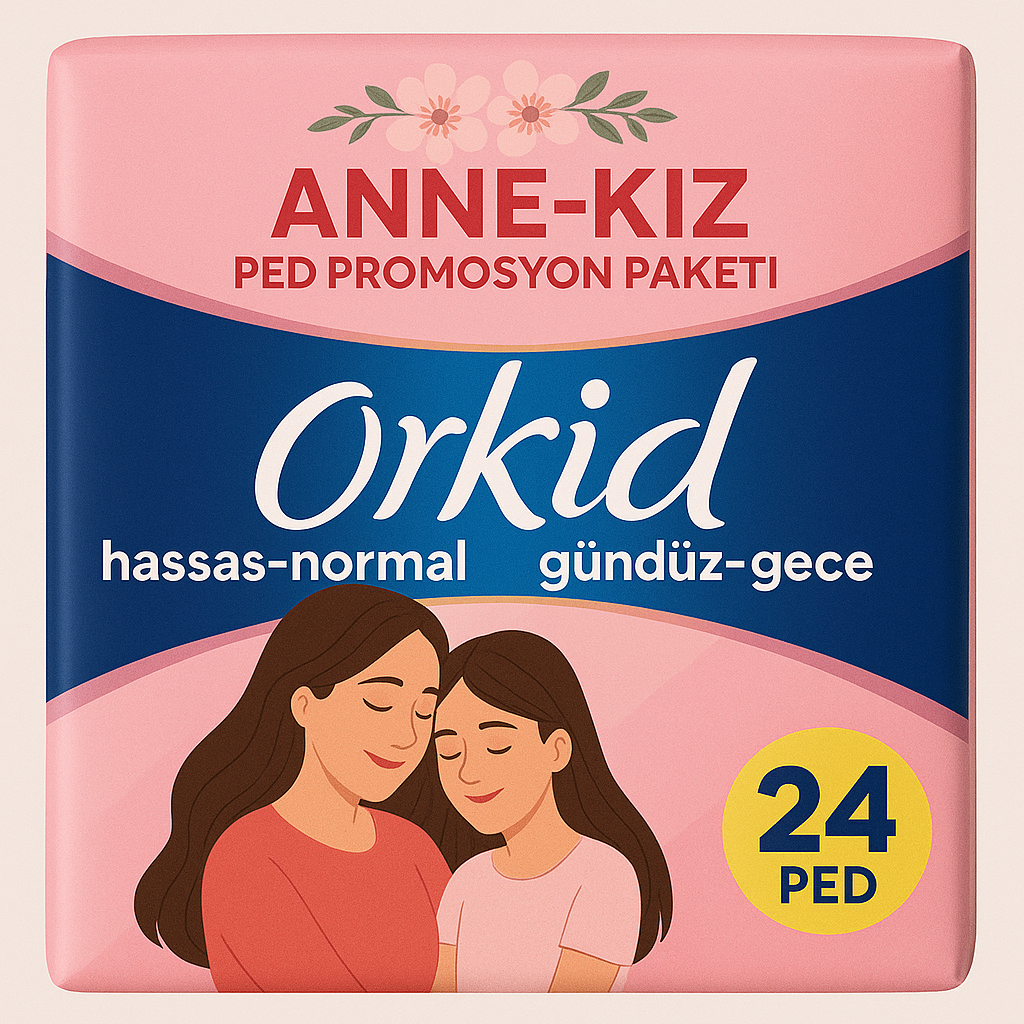 ANNE-KIZ
PED PROMOSYON PAKETI
Orkid
hassas-normal gündüz-gece
24
PED